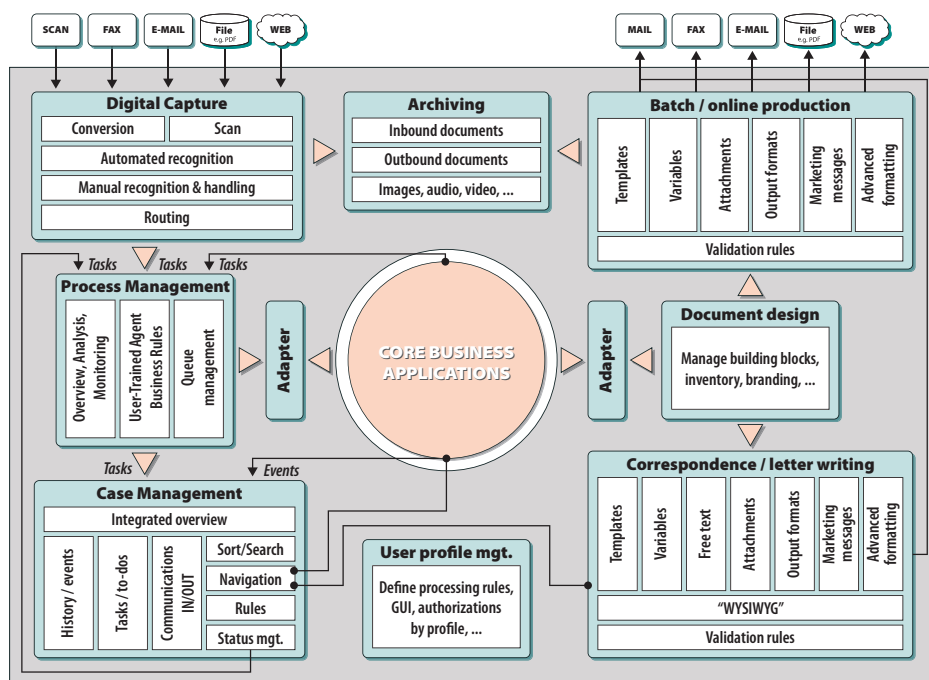 SCAN
FAX
E-MAIL
File
e.g. PDF
WEB
MAIL
FAX
E-MAIL
File
e.g. PDF
WEB
Digital Capture
Conversion
Scan
Automated recognition
Manual recognition & handling
Routing
Archiving
Inbound documents
Outbound documents
Images, audio, video, ...
Batch / online production
Templates
Variables
Attachments
Output formats
Marketing
messages
Advanced
formatting
Validation rules
Tasks
Tasks
Tasks
Process Management
Overview, Analysis,
Monitoring
User-Trained Agent
Business Rules
Queue
management
Adapter
CORE BUSINESS
APPLICATIONS
Adapter
Document design
Manage building blocks,
inventory, branding, ...
Tasks
Events
Case Management
Integrated overview
History / events
Tasks / to-dos
Communications
IN/OUT
Sort/Search
Navigation
Rules
Status mgt.
User profile mgt.
Define processing rules,
GUI, authorizations
by profile, ...
Correspondence / letter writing
Templates
Variables
Free text
Attachments
Output formats
Marketing
messages
Advanced
formatting
“WYSIWYG”
Validation rules